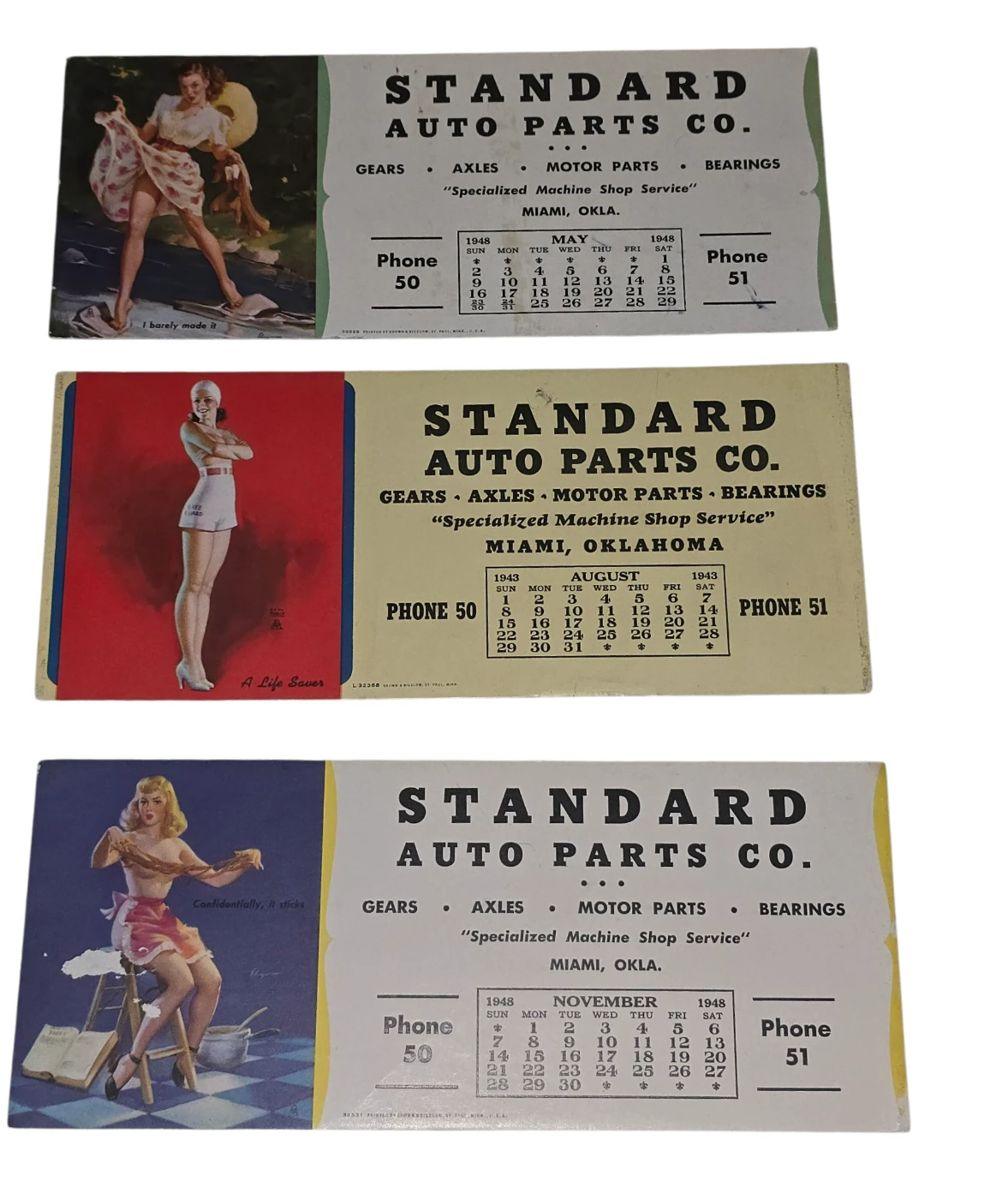 STANDARD
AUTO PARTS CO.
• • •
GEARS • AXLES • MOTOR PARTS • BEARINGS
"Specialized Machine Shop Service"
MIAMI, OKLA.
Phone
50
1948 MAY 1948
SUN MON TUE WED THU FRI SAT
* * * * * * 1
2 3 4 5 6 7 8
9 10 11 12 13 14 15
16 17 18 19 20 21 22
23/30 24/31 25 26 27 28 29
Phone
51
I barely made it
STANDARD
AUTO PARTS CO.
GEARS • AXLES • MOTOR PARTS • BEARINGS
"Specialized Machine Shop Service"
MIAMI, OKLAHOMA
PHONE 50
1943 AUGUST 1943
SUN MON TUE WED THU FRI SAT
1 2 3 4 5 6 7
8 9 10 11 12 13 14
15 16 17 18 19 20 21
22 23 24 25 26 27 28
29 30 31 * * * *
PHONE 51
A Life Saver
L 32368 BROWN & BIGELOW, ST. PAUL, MINN.
STANDARD
AUTO PARTS CO.
• • •
GEARS • AXLES • MOTOR PARTS • BEARINGS
"Specialized Machine Shop Service"
MIAMI, OKLA.
Confidentially, it sticks
Phone
50
1948 NOVEMBER 1948
SUN MON TUE WED THU FRI SAT
* 1 2 3 4 5 6
7 8 9 10 11 12 13
14 15 16 17 18 19 20
21 22 23 24 25 26 27
28 29 30 * * * *
Phone
51